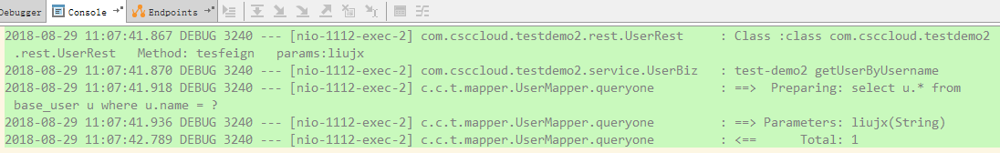 Debugger Console →" Endpoints →"
2018-08-29 11:07:41.867 DEBUG 3240 --- [nio-1112-exec-2] com.csccloud.testdemo2.rest.UserRest : Class :class com.csccloud.testdemo2
.rest.UserRest Method: tesfeign params:liujx
2018-08-29 11:07:41.870 DEBUG 3240 --- [nio-1112-exec-2] com.csccloud.testdemo2.service.UserBiz : test-demo2 getUserByUsername
2018-08-29 11:07:41.918 DEBUG 3240 --- [nio-1112-exec-2] c.c.t.mapper.UserMapper.queryone : ==> Preparing: select u.* from
base_user u where u.name = ?
2018-08-29 11:07:41.936 DEBUG 3240 --- [nio-1112-exec-2] c.c.t.mapper.UserMapper.queryone : ==> Parameters: liujx(String)
2018-08-29 11:07:42.789 DEBUG 3240 --- [nio-1112-exec-2] c.c.t.mapper.UserMapper.queryone : <== Total: 1